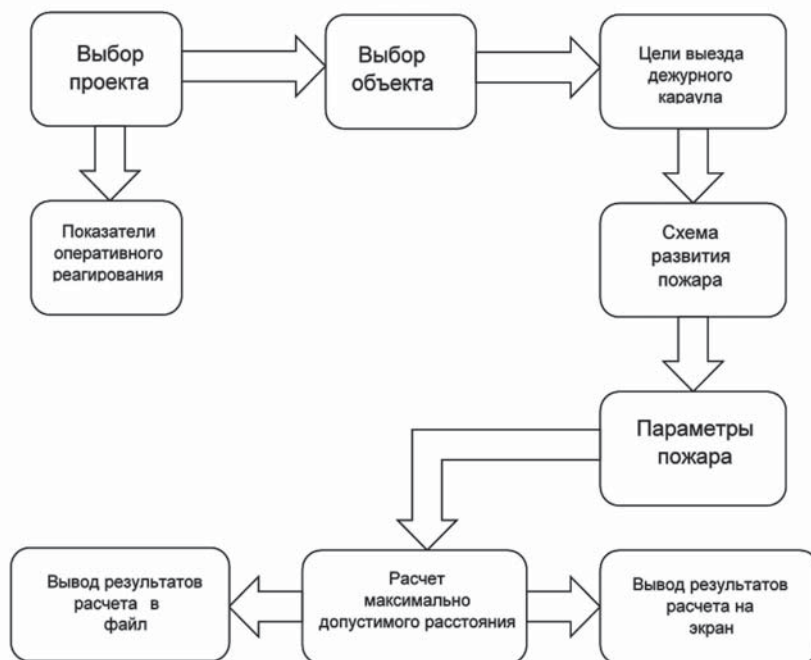 Выбор
проекта
Выбор
объекта
Цели выезда
дежурного
караула
Показатели
оперативного
реагирования
Схема
развития
пожара
Параметры
пожара
Вывод результатов
расчета в
файл
Расчет
максимально
допустимого расстояния
Вывод результатов
расчета на
экран